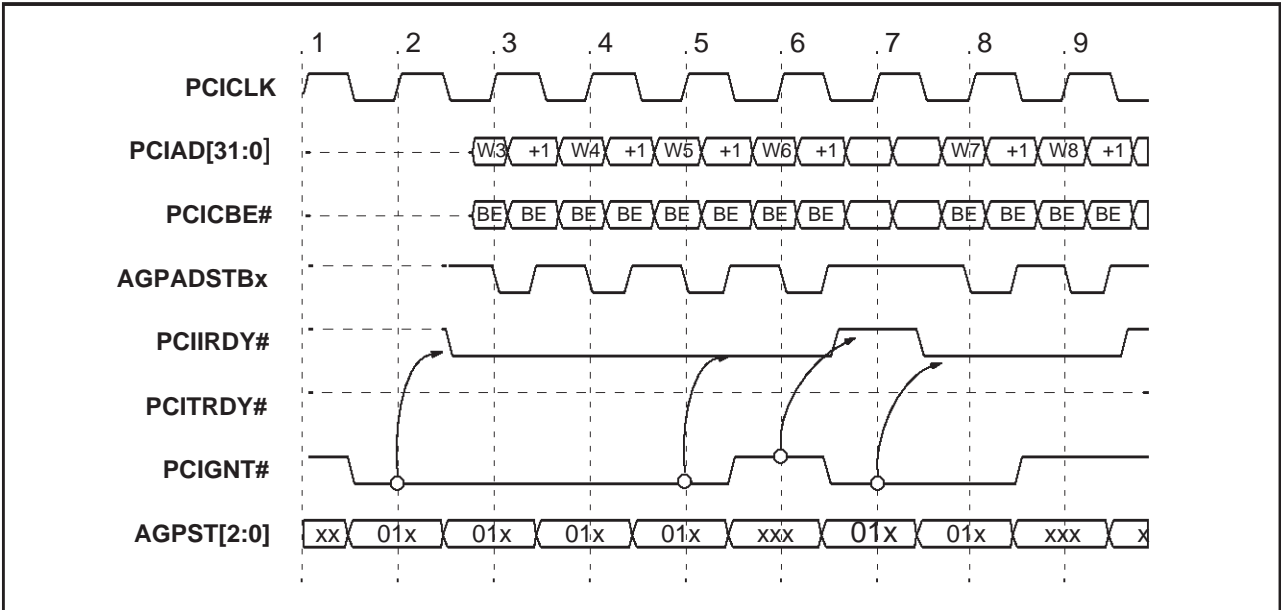 .1 .2 .3 .4 .5 .6 .7 .8 .9
PCICLK
PCIAD[31:0] W3 +1 W4 +1 W5 +1 W6 +1 W7 +1 W8 +1
PCICBE# BE BE BE BE BE BE BE BE BE BE BE BE
AGPADSTBx
PCIIRDY#
PCITRDY#
PCIGNT#
AGPST[2:0] xx 01x 01x 01x 01x xxx 01x 01x xxx x